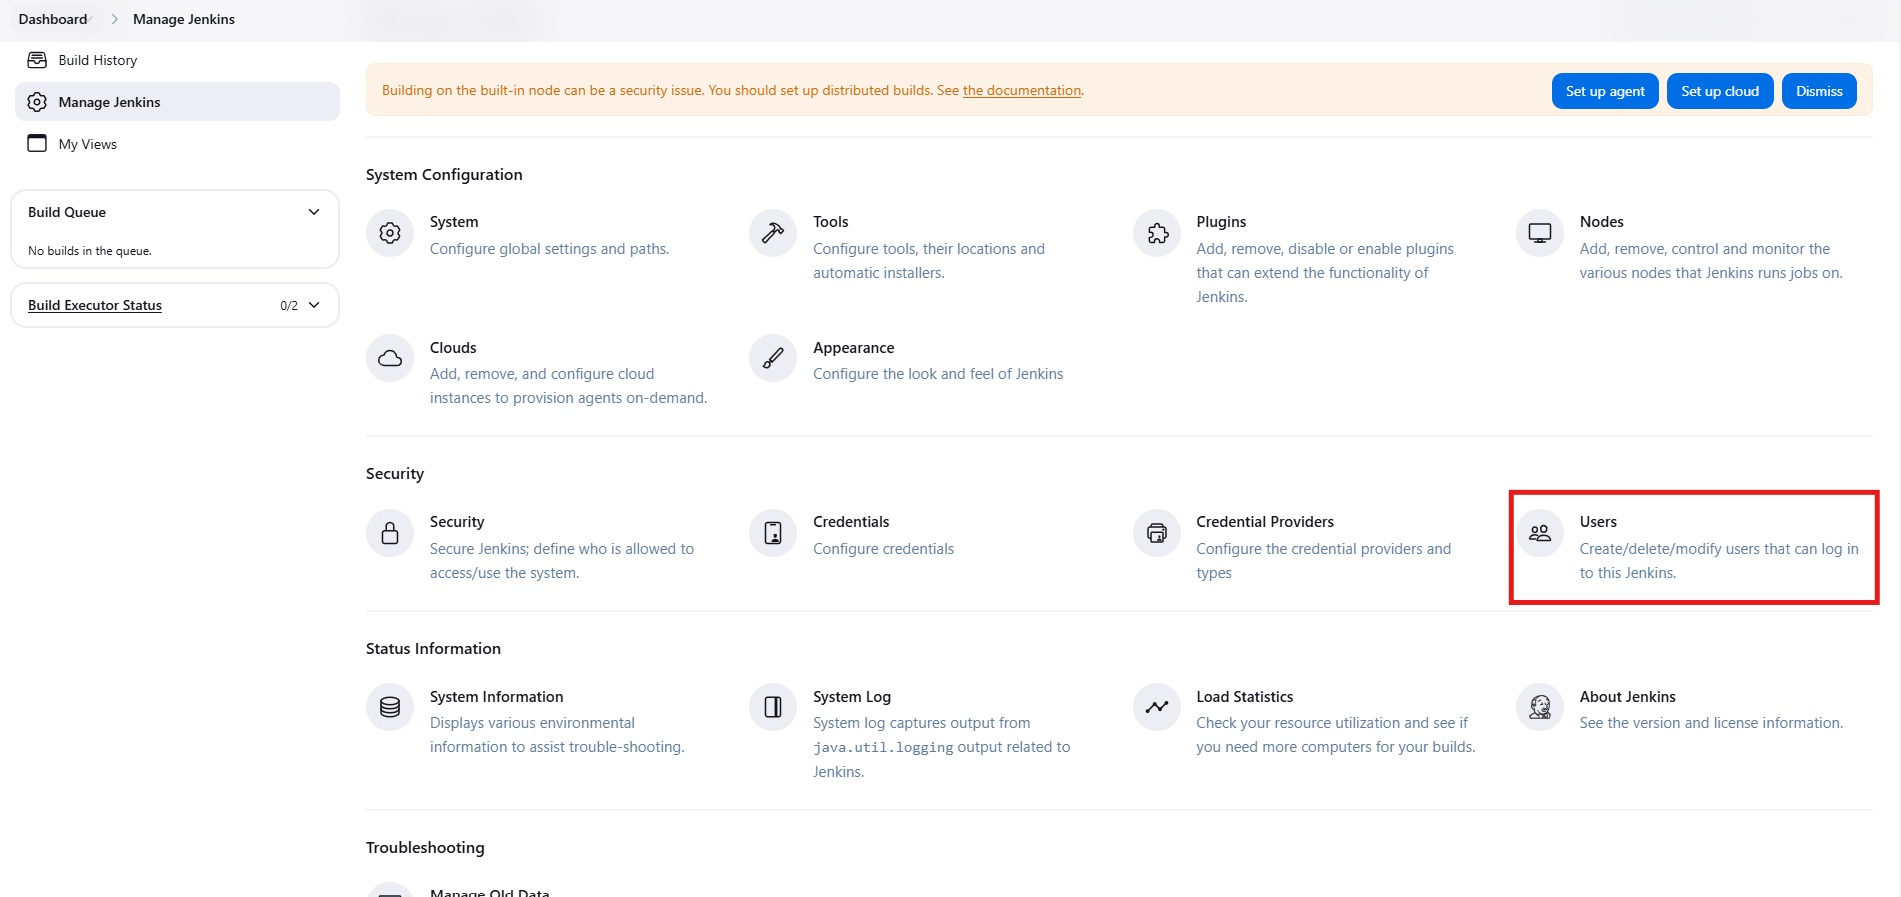 Dashboard
Manage Jenkins
Build History
Manage Jenkins
My Views
Build Queue
No builds in the queue.
Build Executor Status
0/2
Building on the built-in node can be a security issue. You should set up distributed builds. See the documentation.
Set up agent
Set up cloud
Dismiss
System Configuration
System
Configure global settings and paths.
Tools
Configure tools, their locations and
automatic installers.
Plugins
Add, remove, disable or enable plugins
that can extend the functionality of
Jenkins.
Nodes
Add, remove, control and monitor the
various nodes that Jenkins runs jobs on.
Clouds
Add, remove, and configure cloud
instances to provision agents on-demand.
Appearance
Configure the look and feel of Jenkins
Security
Security
Secure Jenkins; define who is allowed to
access/use the system.
Credentials
Configure credentials
Credential Providers
Configure the credential providers and
types
Users
Create/delete/modify users that can log in
to this Jenkins.
Status Information
System Information
Displays various environmental
information to assist trouble-shooting.
System Log
System log captures output from
java.util.logging output related to
Jenkins.
Load Statistics
Check your resource utilization and see if
you need more computers for your builds.
About Jenkins
See the version and license information.
Troubleshooting
Manage Old Data